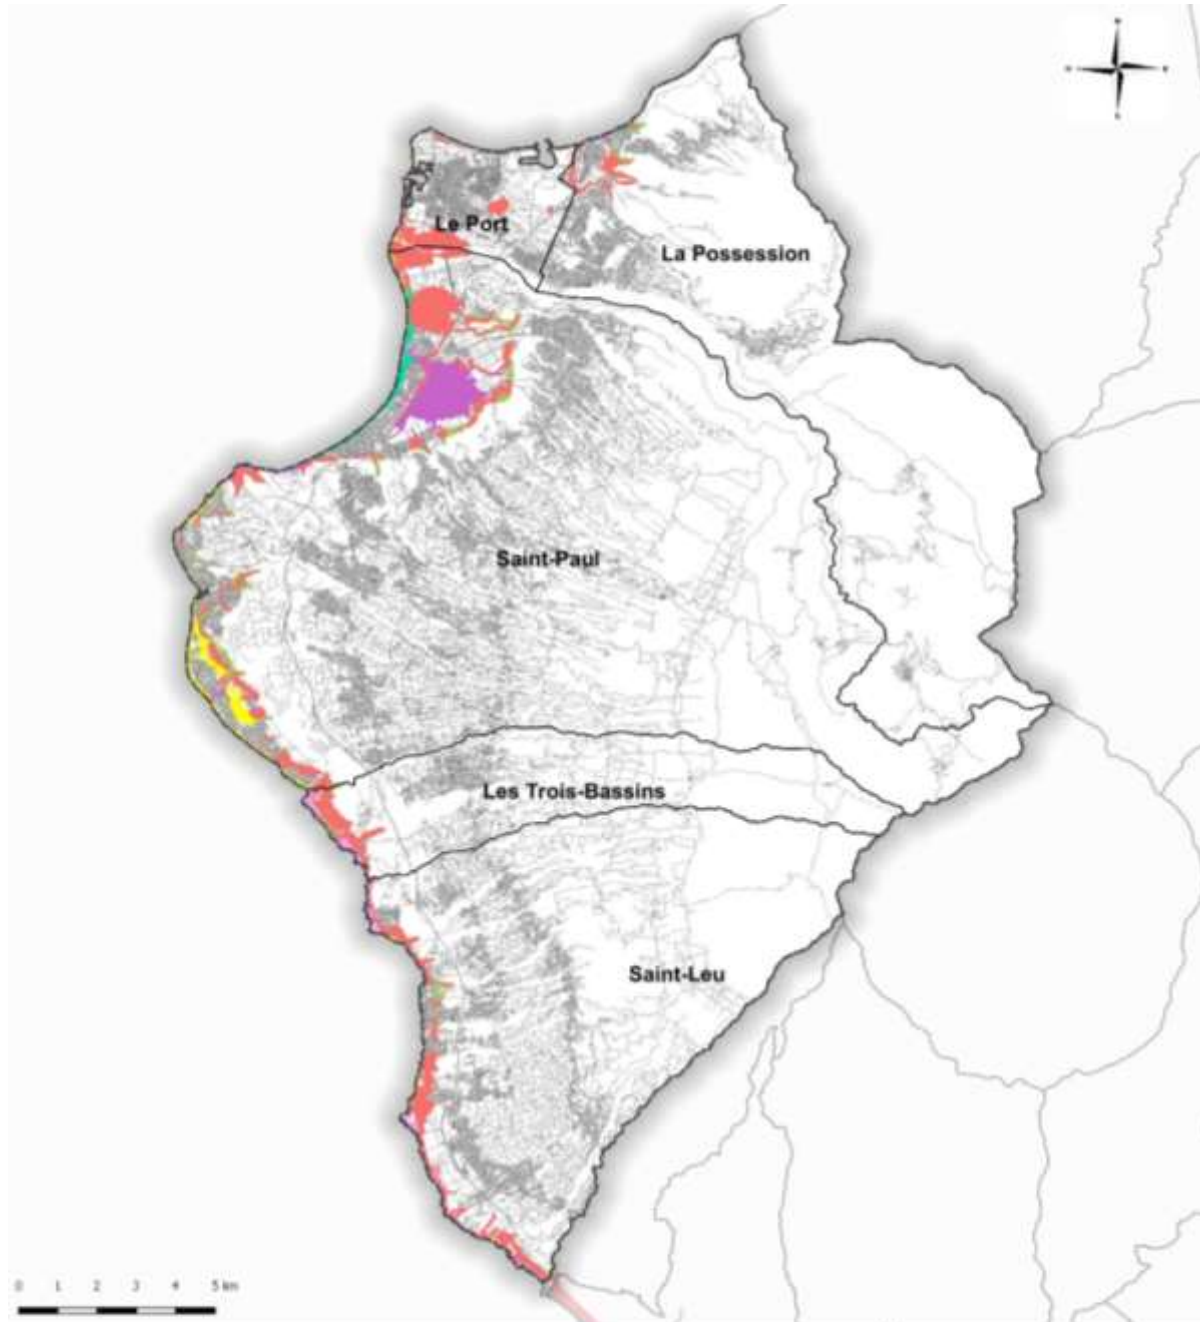 Le Port
La Possession
Saint-Paul
Les Trois-Bassins
Saint-Leu
0 1 2 3 4 5 km